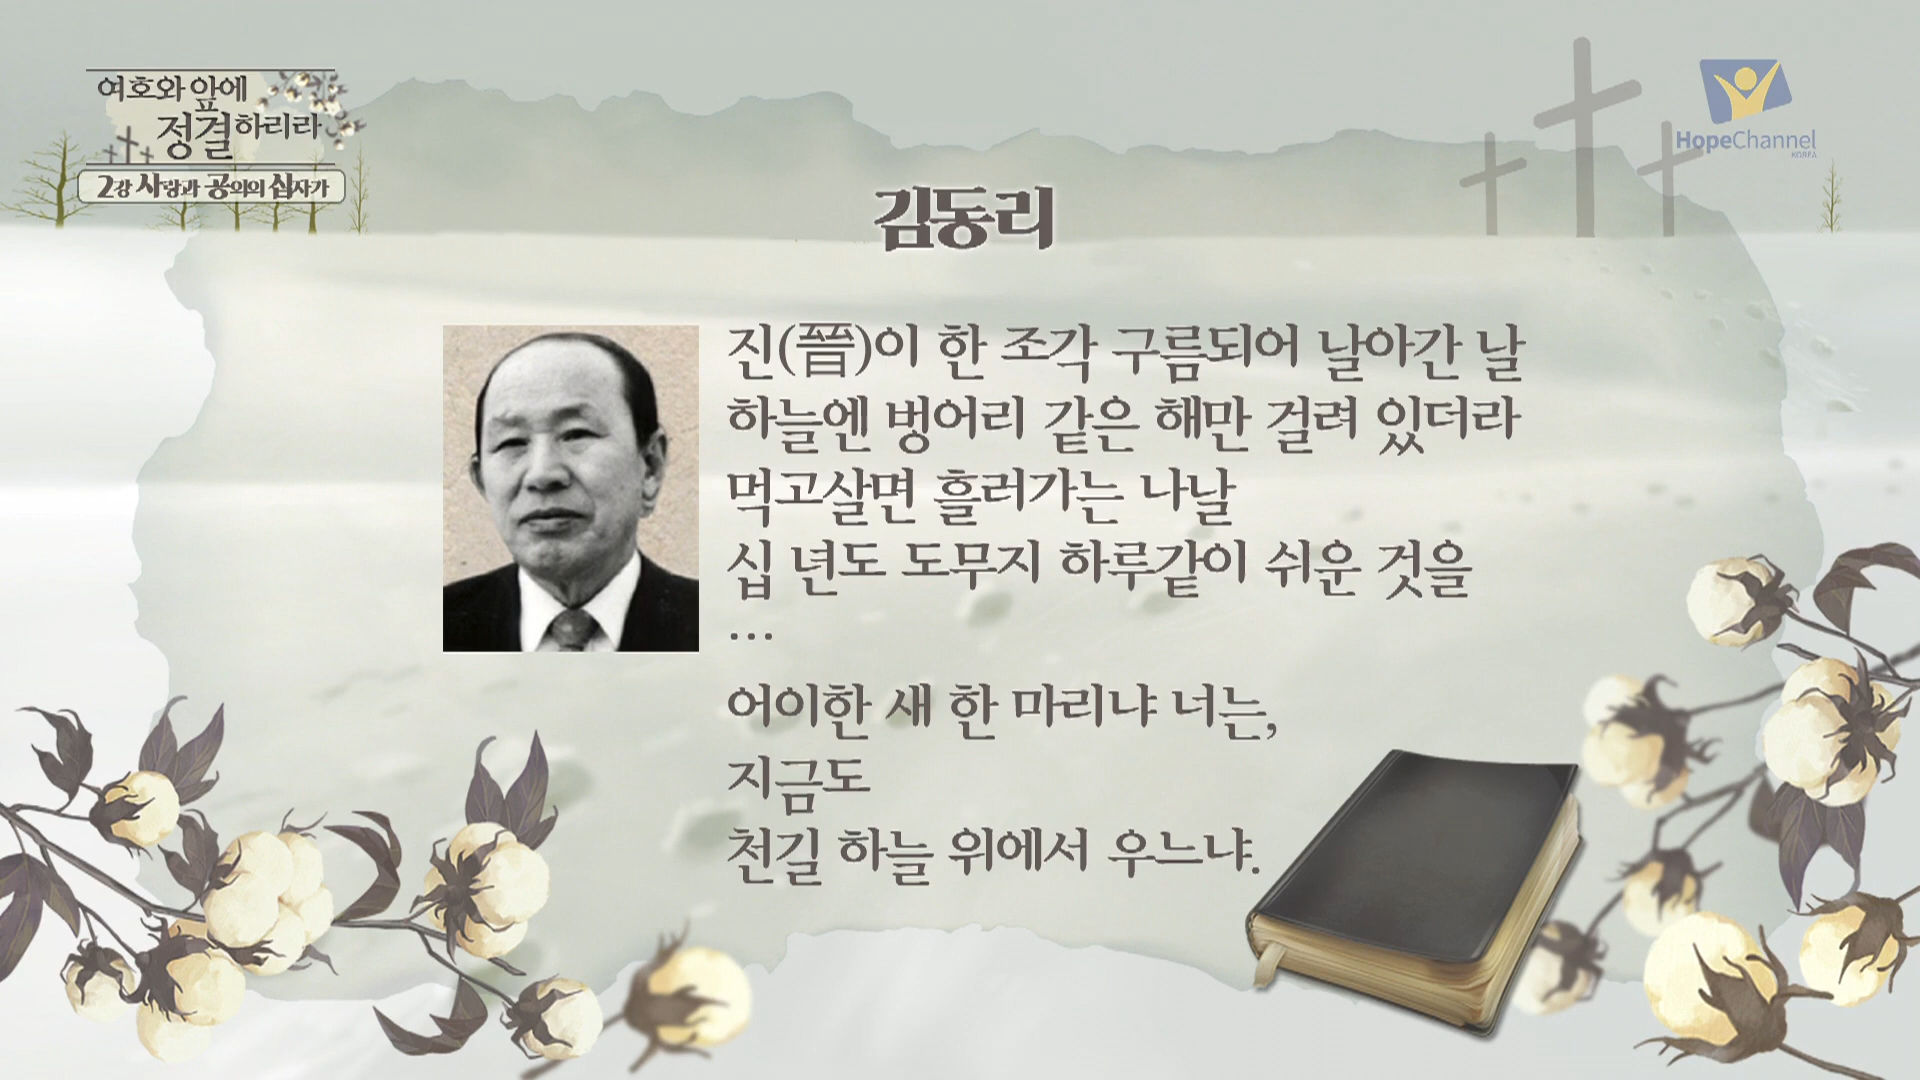 여호와 앞에
정결하리라
2강 사랑과 공의의 십자가
HopeChannel
KOREA
김동리
진(晉)이 한 조각 구름되어 날아간 날
하늘엔 벙어리 같은 해만 걸려 있더라
먹고살면 흘러가는 나날
십 년도 도무지 하루같이 쉬운 것을
…
어이한 새 한 마리냐 너는,
지금도
천길 하늘 위에서 우느냐.